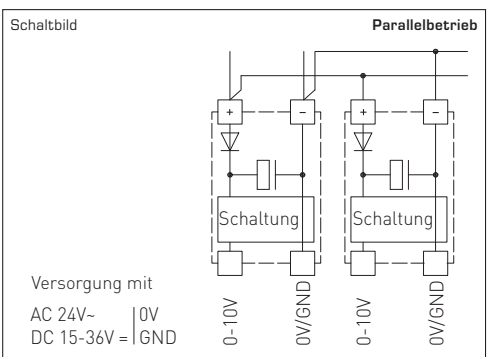 Schaltbild
Parallelbetrieb
+ − + −
Schaltung Schaltung
Versorgung mit
AC 24V~ | 0V
DC 15-36V = | GND
0-10V
0V/GND
0-10V
0V/GND